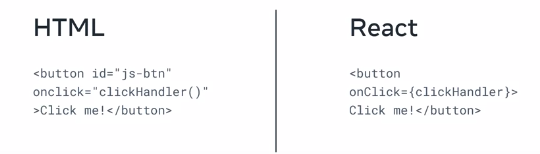 HTML
<button id="js-btn"
onclick="clickHandler()"
>Click me!</button>
React
<button
onClick={clickHandler}>
Click me!</button>